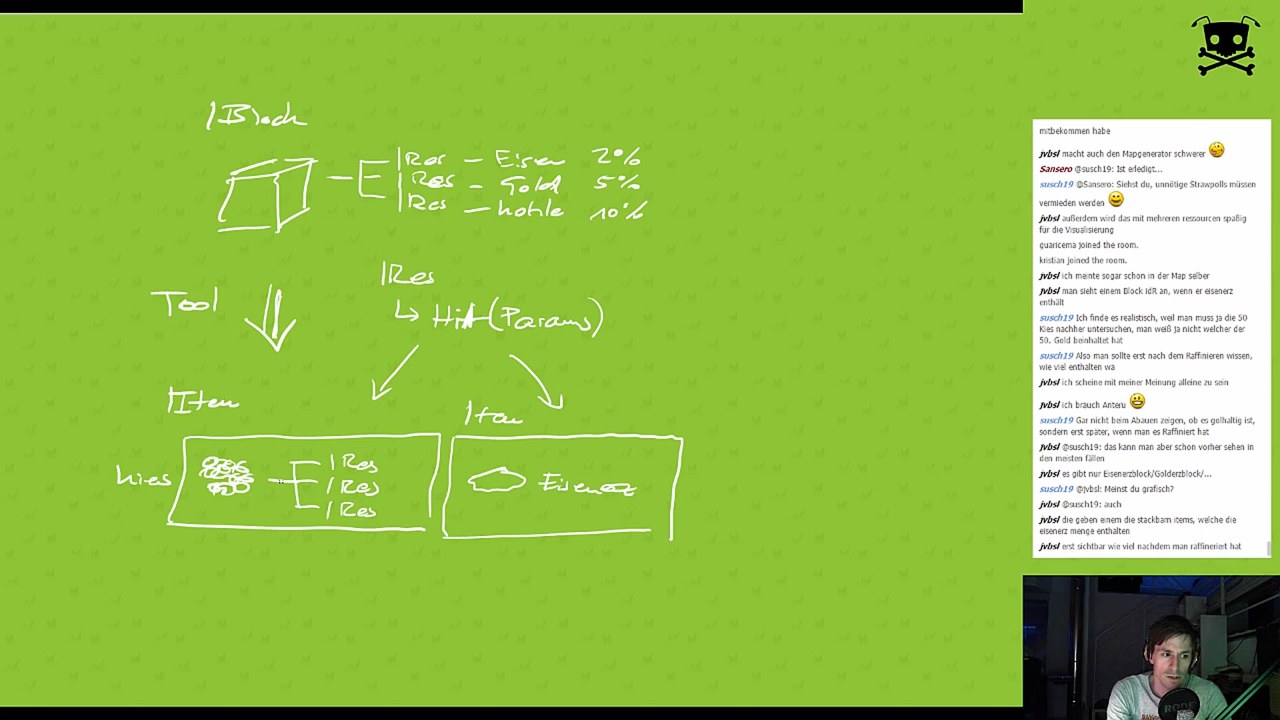 IBlock
IRes - Eisen 2%
IRes - Gold 5%
IRes - Kohle 10%
IRes
Tool
↳ Hit (Params)
IItem
Item
Kies
IRes
IRes
IRes
Eisenerz
mitbekommen habe
jvbsl macht auch den Mapgenerator schwerer
Sansero @susch19: Ist erledigt...
susch19 @Sansero: Siehst du, unnötige Strawpolls müssen
vermieden werden
jvbsl außerdem wird das mit mehreren ressourcen spaßig
für die Visualisierung
guaricema joined the room.
kristian joined the room.
jvbsl ich meinte sogar schon in der Map selber
jvbsl man sieht einem Block idR an, wenn er eisenerz
enthält
susch19 Ich finde es realistisch, weil man muss ja die 50
Kies nachher untersuchen, man weiß ja nicht welcher der
50. Gold beinhaltet hat
susch19 Also man sollte erst nach dem Raffinieren wissen,
wie viel enthalten wa
jvbsl ich scheine mit meiner Meinung alleine zu sein
jvbsl ich brauch Anteru
susch19 Gar nicht beim Abauen zeigen, ob es golhaltig ist,
sondern erst später, wenn man es Raffiniert hat
jvbsl @susch19: das kann man aber schon vorher sehen in
den meisten fällen
jvbsl es gibt nur Eisenerzblock/Golderzblock/...
susch19 @jvbsl: Meinst du grafisch?
jvbsl @susch19: auch
jvbsl die geben einem die stackbarn items, welche die
eisenerz menge enthalten
jvbsl erst sichtbar wie viel nachdem man raffineriert hat
RODE